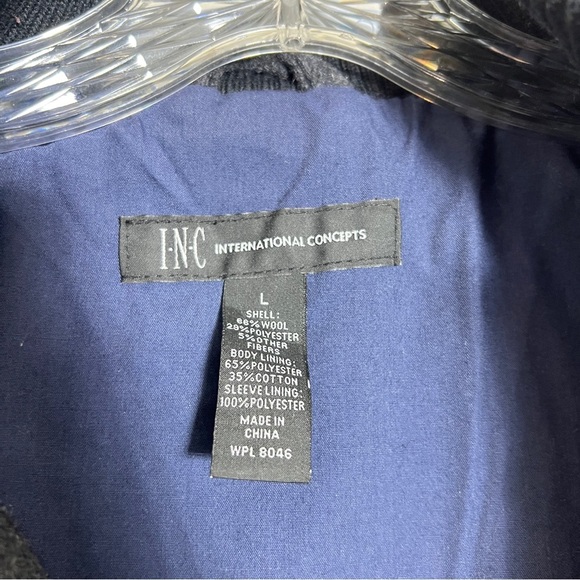 I·N·C INTERNATIONAL CONCEPTS
L
SHELL:
66%WOOL
29%POLYESTER
5%OTHER
FIBERS
BODY LINING:
65%POLYESTER
35%COTTON
SLEEVE LINING:
100%POLYESTER
MADE IN
CHINA
WPL 8046